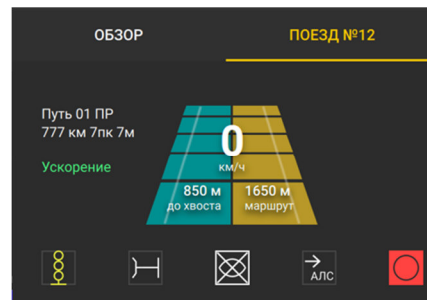 ОБЗОР
ПОЕЗД №12
Путь 01 ПР
777 км 7пк 7м
Ускорение
0
км/ч
850 м
до хвоста
1650 м
маршрут
АЛС